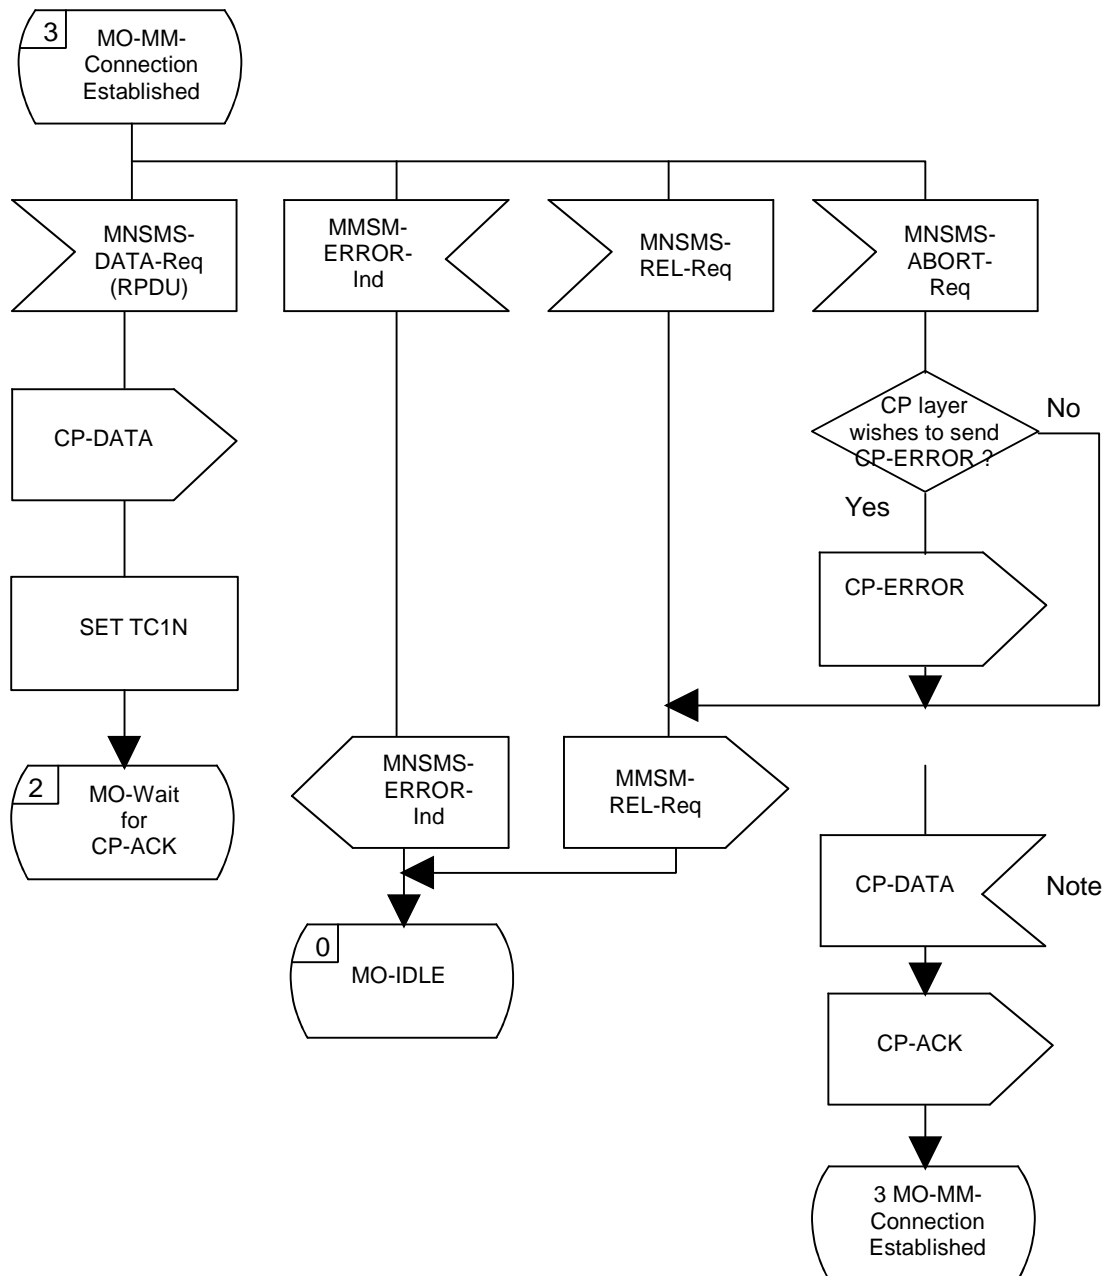 3
MO-MM-
Connection
Established
MNSMS-
DATA-Req
(RPDU)
MMSM-
ERROR-
Ind
MNSMS-
REL-Req
MNSMS-
ABORT-
Req
CP-DATA
CP layer
wishes to send
CP-ERROR ?
No
Yes
SET TC1N
CP-ERROR
2
MO-Wait
for
CP-ACK
MNSMS-
ERROR-
Ind
MMSM-
REL-Req
CP-DATA
Note
0
MO-IDLE
CP-ACK
3 MO-MM-
Connection
Established